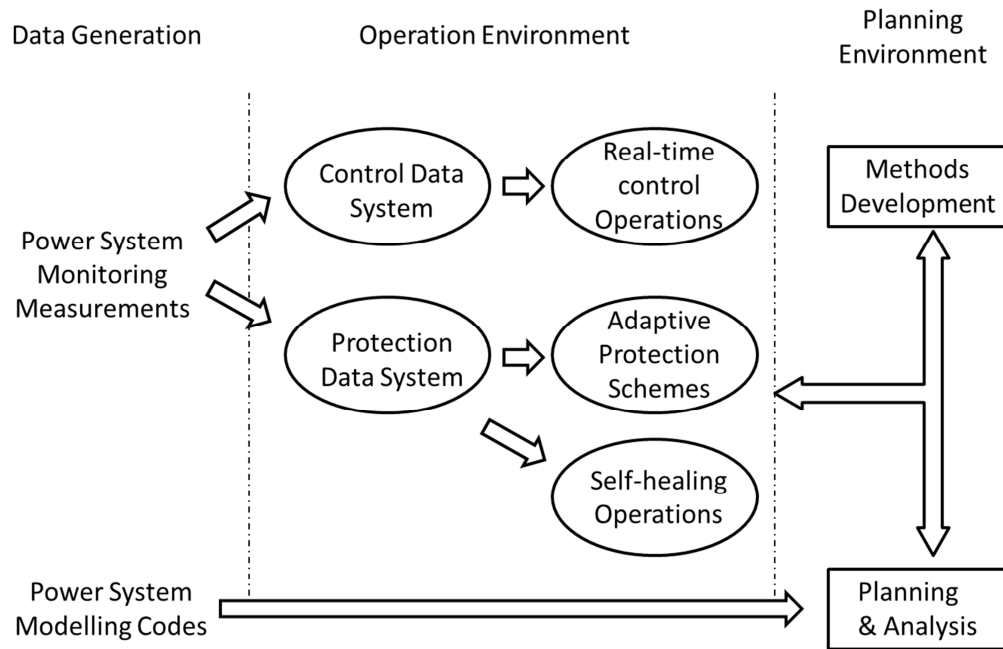 Data Generation
Operation Environment
Planning
Environment
Control Data
System
Real-time
control
Operations
Methods
Development
Power System
Monitoring
Measurements
Protection
Data System
Adaptive
Protection
Schemes
Self-healing
Operations
Power System
Modelling Codes
Planning
& Analysis